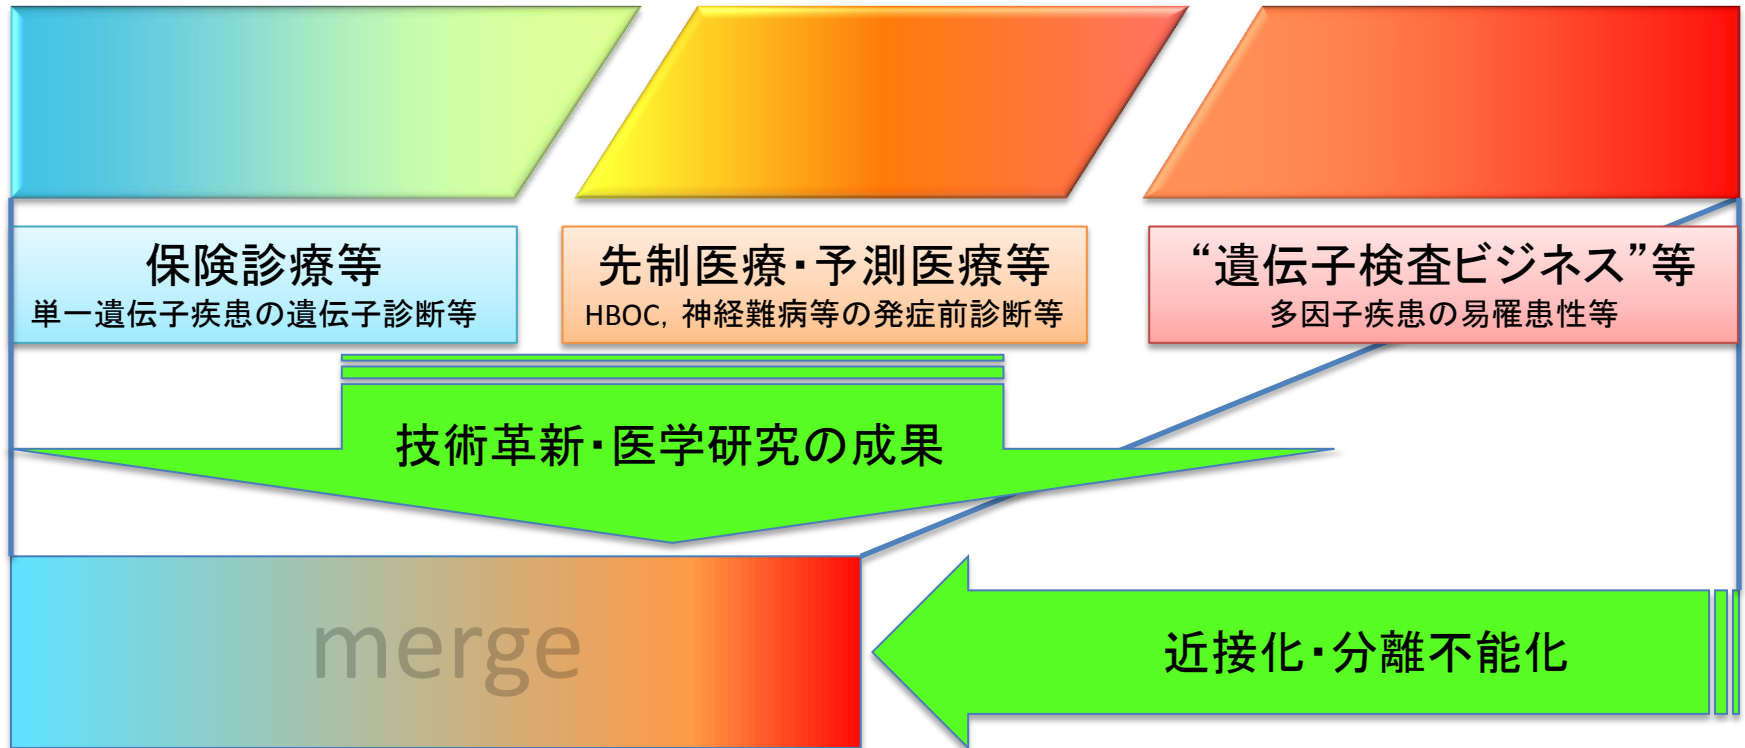 保険診療等
単一遺伝子疾患の遺伝子診断等
先制医療・予測医療等
HBOC, 神経難病等の発症前診断等
“遺伝子検査ビジネス”等
多因子疾患の易罹患性等
技術革新・医学研究の成果
merge
近接化・分離不能化